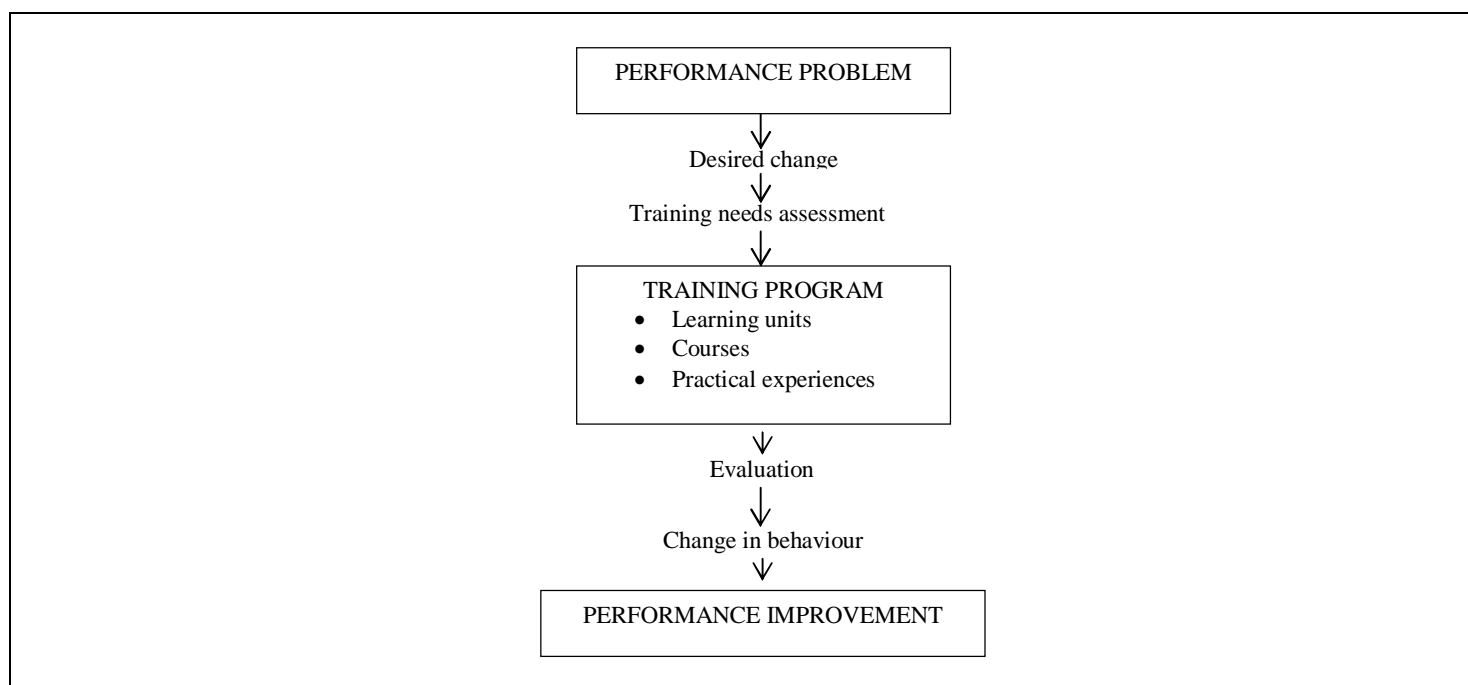 PERFORMANCE PROBLEM
Desired change
Training needs assessment
TRAINING PROGRAM
• Learning units
• Courses
• Practical experiences
Evaluation
Change in behaviour
PERFORMANCE IMPROVEMENT